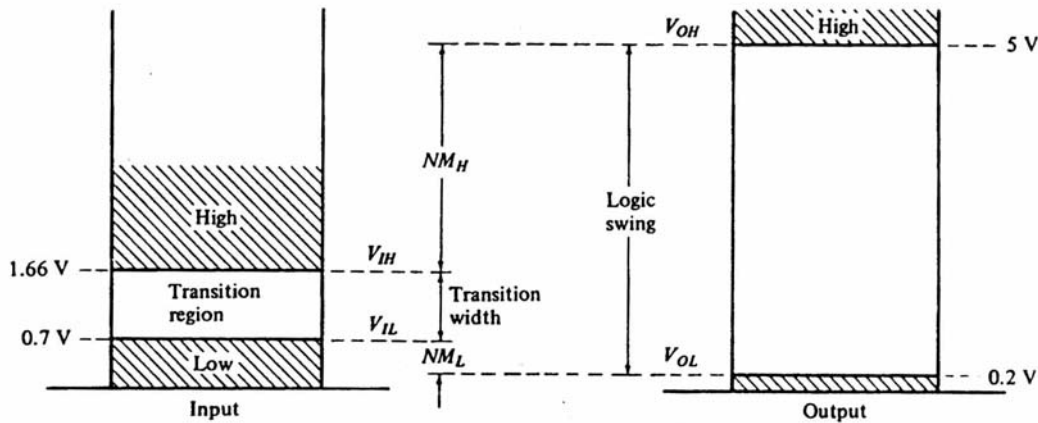 V_OH
High
5 V
NM_H
Logic
swing
High
1.66 V
V_IH
Transition
region
Transition
width
0.7 V
V_IL
Low
NM_L
V_OL
0.2 V
Input
Output